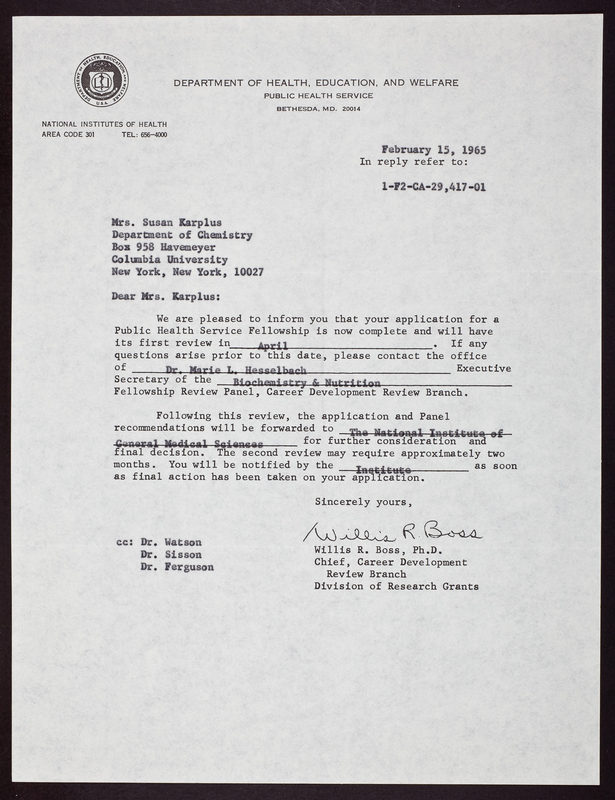 DEPARTMENT OF HEALTH, EDUCATION, AND WELFARE
PUBLIC HEALTH SERVICE
BETHESDA, MD. 20014
DEPARTMENT OF HEALTH, EDUCATION, AND WELFARE
U.S.A.
NATIONAL INSTITUTES OF HEALTH
AREA CODE 301 TEL: 656-4000
February 15, 1965
In reply refer to:
1-F2-CA-29,417-01
Mrs. Susan Karplus
Department of Chemistry
Box 958 Havemeyer
Columbia University
New York, New York, 10027
Dear Mrs. Karplus:
We are pleased to inform you that your application for a
Public Health Service Fellowship is now complete and will have
its first review in April. If any
questions arise prior to this date, please contact the office
of Dr. Marie L. Hesselbach Executive
Secretary of the Biochemistry & Nutrition
Fellowship Review Panel, Career Development Review Branch.
Following this review, the application and Panel
recommendations will be forwarded to The National Institute of
General Medical Sciences for further consideration and
final decision. The second review may require approximately two
months. You will be notified by the Institute as soon
as final action has been taken on your application.
Sincerely yours,
Willis R. Boss
cc: Dr. Watson
Dr. Sisson
Dr. Ferguson
Willis R. Boss, Ph.D.
Chief, Career Development
Review Branch
Division of Research Grants